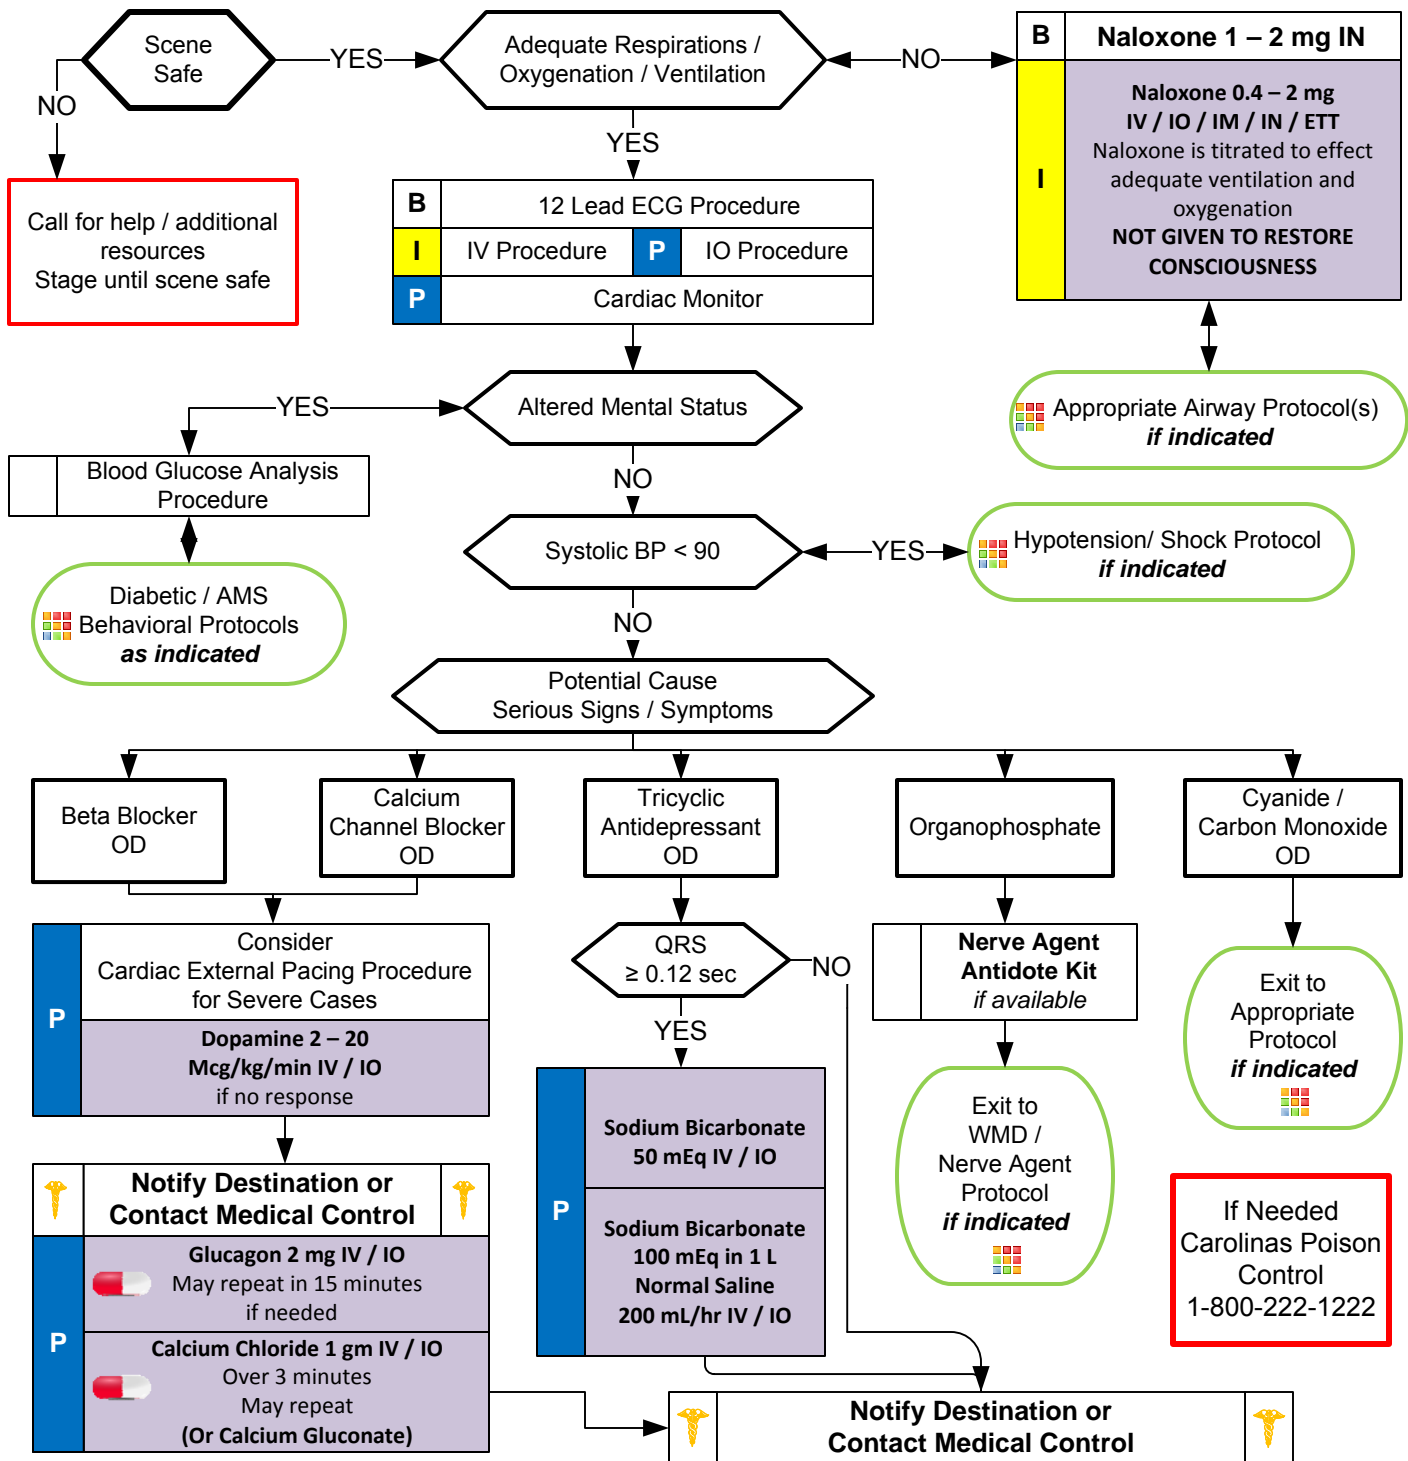 Scene
Safe
YES
Adequate Respirations /
Oxygenation / Ventilation
NO
B
Naloxone 1 – 2 mg IN
I
Naloxone 0.4 – 2 mg
IV / IO / IM / IN / ETT
Naloxone is titrated to effect
adequate ventilation and
oxygenation
NOT GIVEN TO RESTORE
CONSCIOUSNESS
NO
Call for help / additional
resources
Stage until scene safe
YES
B
12 Lead ECG Procedure
I
IV Procedure
P
IO Procedure
P
Cardiac Monitor
Appropriate Airway Protocol(s)
if indicated
YES
Altered Mental Status
Blood Glucose Analysis
Procedure
NO
Diabetic / AMS
Behavioral Protocols
as indicated
Systolic BP < 90
YES
Hypotension/ Shock Protocol
if indicated
NO
Potential Cause
Serious Signs / Symptoms
Beta Blocker
OD
Calcium
Channel Blocker
OD
Tricyclic
Antidepressant
OD
Organophosphate
Cyanide /
Carbon Monoxide
OD
P
Consider
Cardiac External Pacing Procedure
for Severe Cases
Dopamine 2 – 20
Mcg/kg/min IV / IO
if no response
QRS
≥ 0.12 sec
NO
YES
Nerve Agent
Antidote Kit
if available
Exit to
Appropriate
Protocol
if indicated
P
Sodium Bicarbonate
50 mEq IV / IO
Sodium Bicarbonate
100 mEq in 1 L
Normal Saline
200 mL/hr IV / IO
Exit to
WMD /
Nerve Agent
Protocol
if indicated
Notify Destination or
Contact Medical Control
P
Glucagon 2 mg IV / IO
May repeat in 15 minutes
if needed
Calcium Chloride 1 gm IV / IO
Over 3 minutes
May repeat
(Or Calcium Gluconate)
If Needed
Carolinas Poison
Control
1-800-222-1222
Notify Destination or
Contact Medical Control